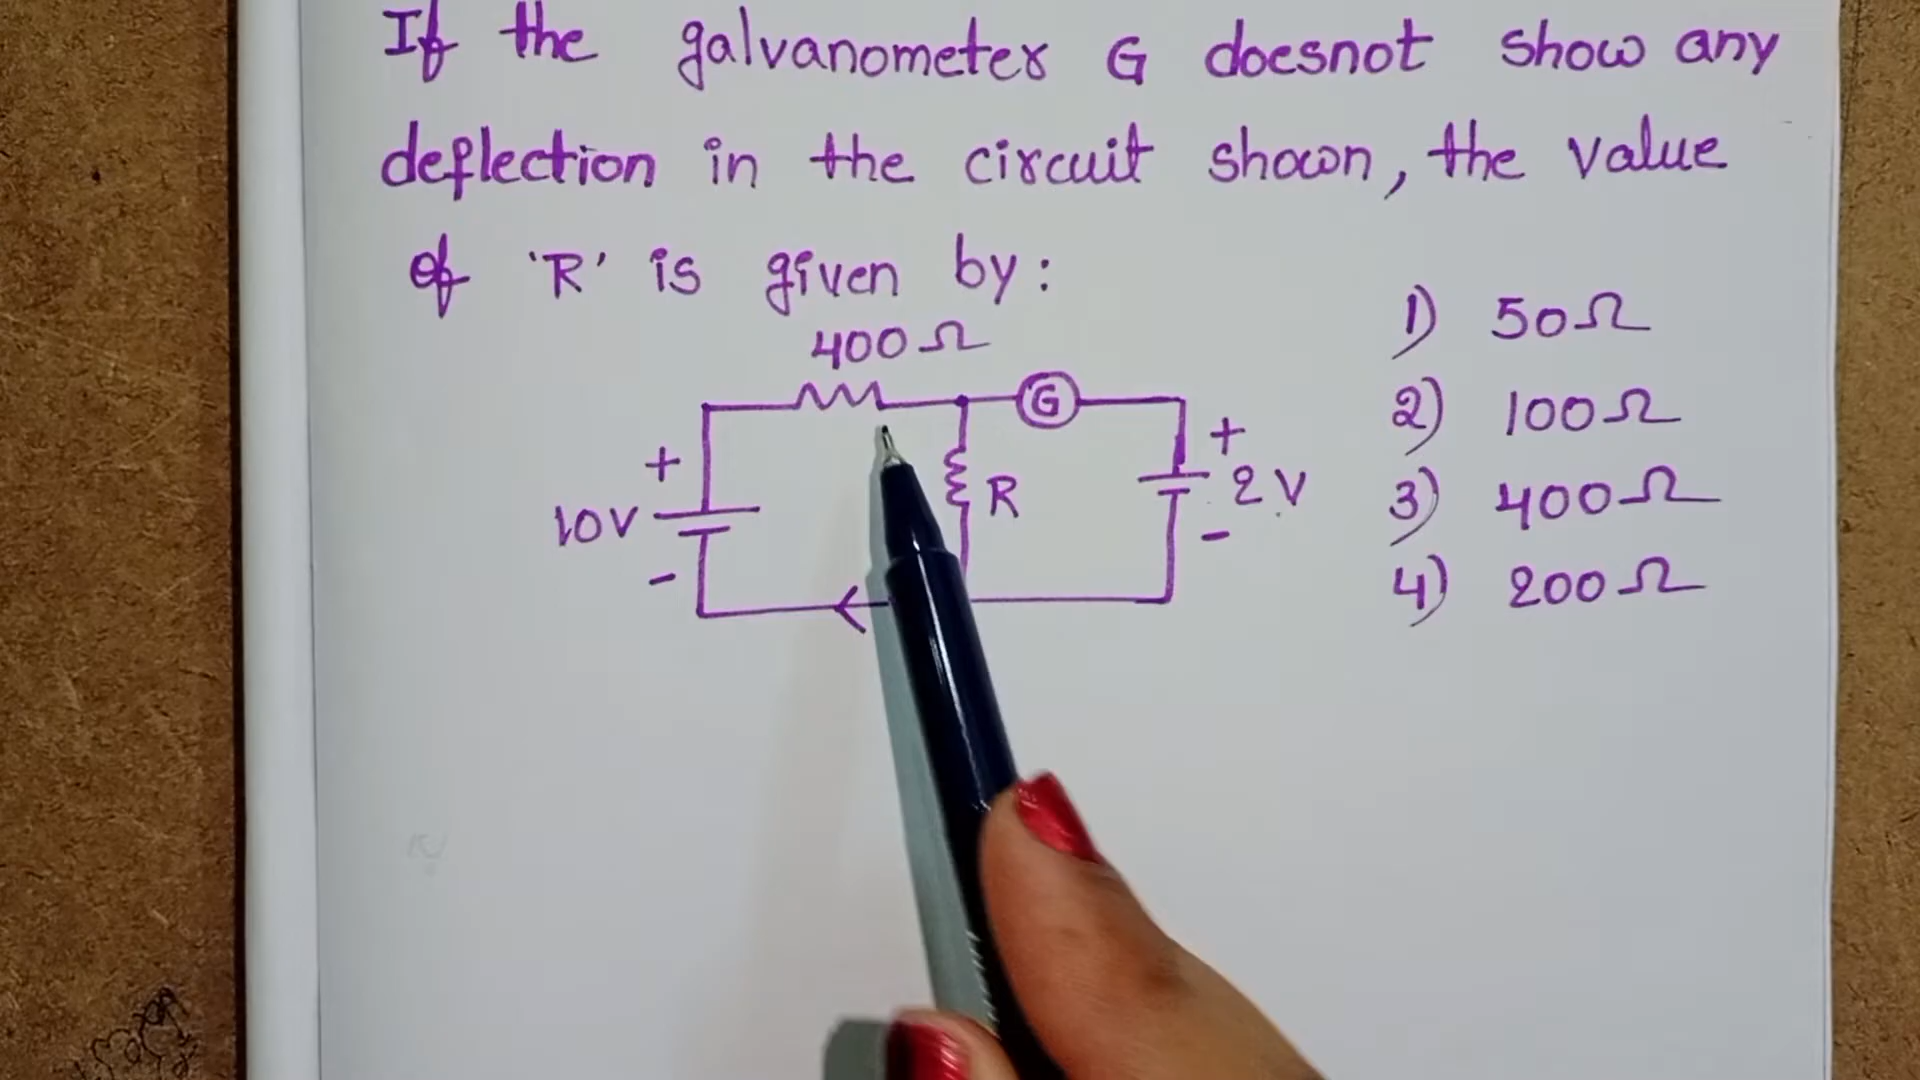 If the galvanometer G doesnot show any
deflection in the circuit shown, the value
of 'R' is given by:
400Ω
G
+
10V
-
R
+
2V
-
1) 50Ω
2) 100Ω
3) 400Ω
4) 200Ω